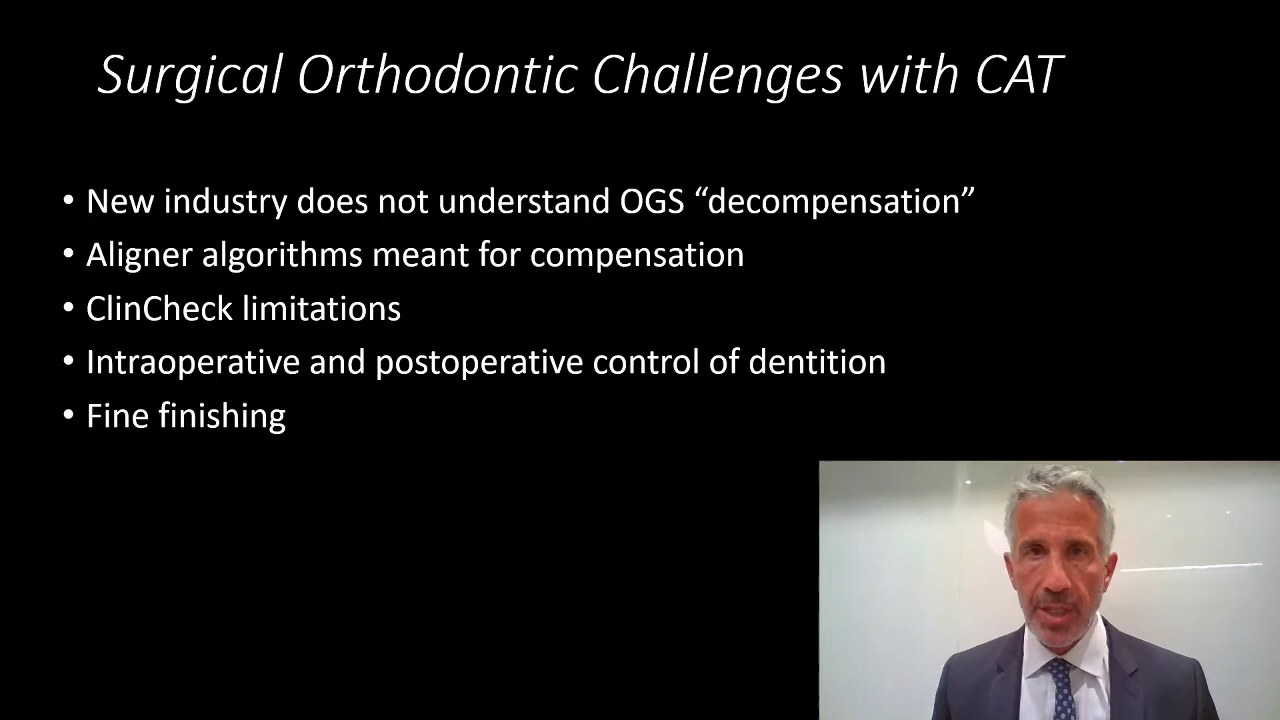 Surgical Orthodontic Challenges with CAT
• New industry does not understand OGS “decompensation”
• Aligner algorithms meant for compensation
• ClinCheck limitations
• Intraoperative and postoperative control of dentition
• Fine finishing